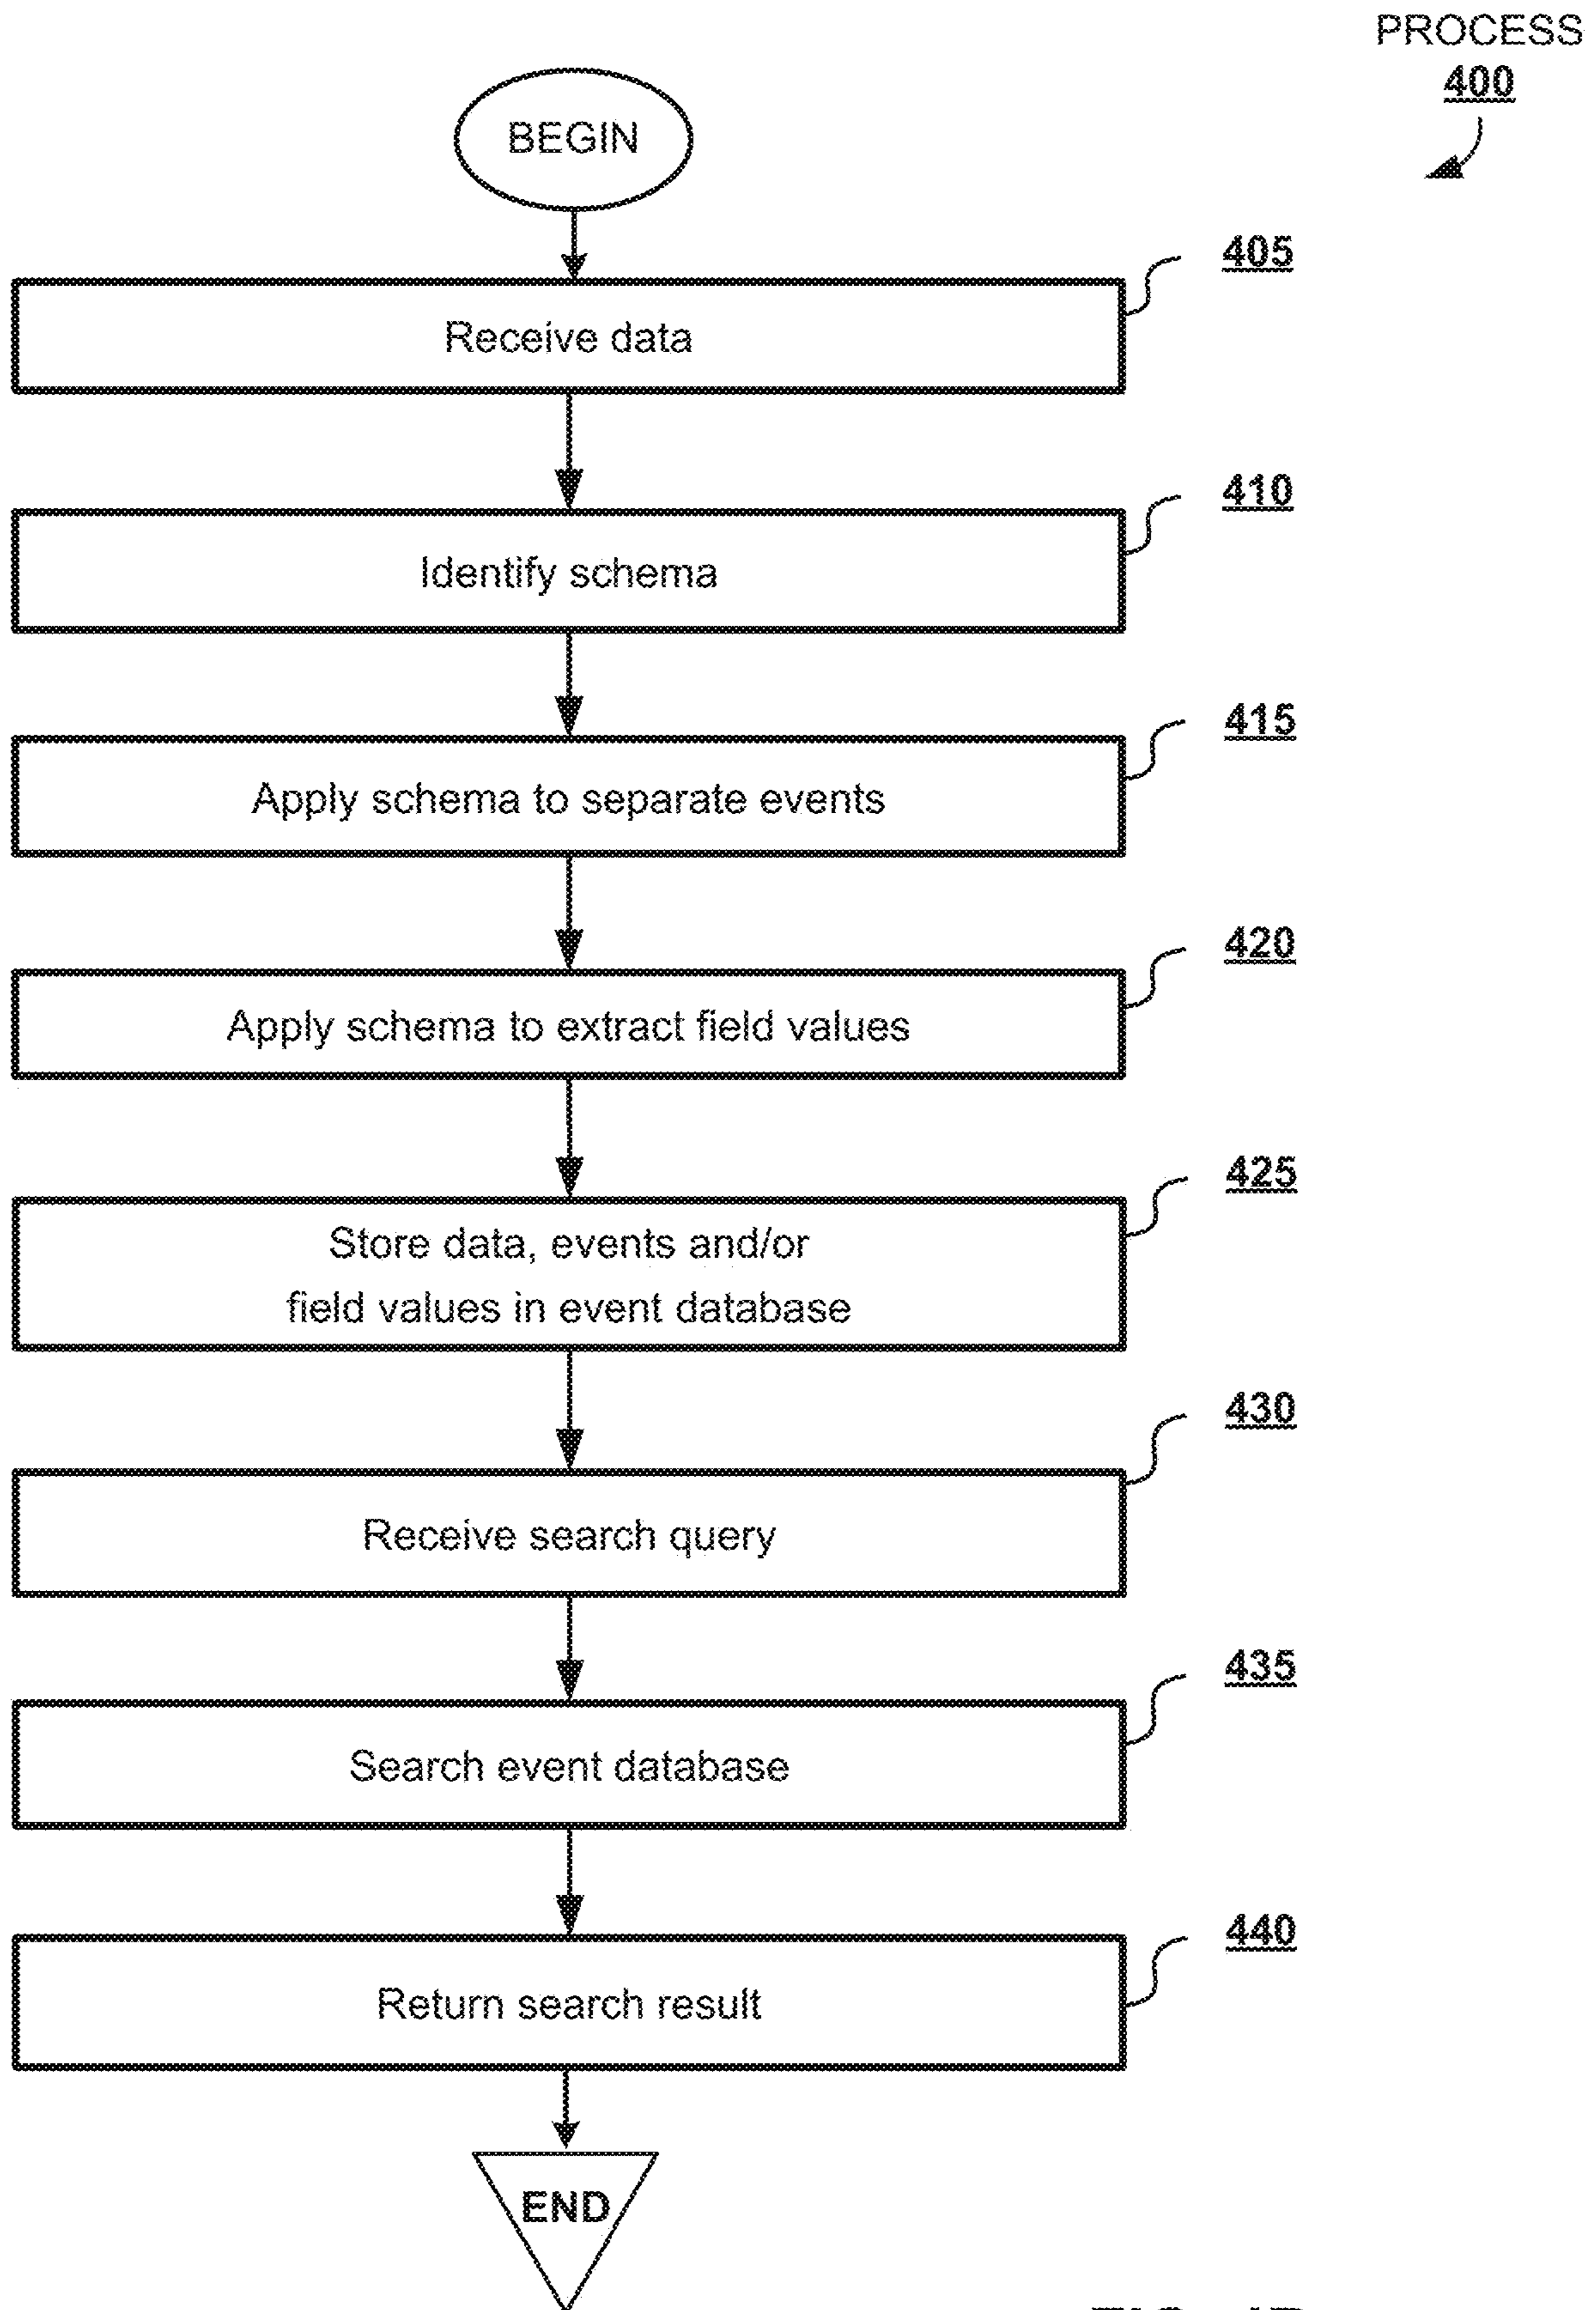 PROCESS
400
BEGIN
405
Receive data
410
Identify schema
415
Apply schema to separate events
420
Apply schema to extract field values
425
Store data, events and/or
field values in event database
430
Receive search query
435
Search event database
440
Return search result
END